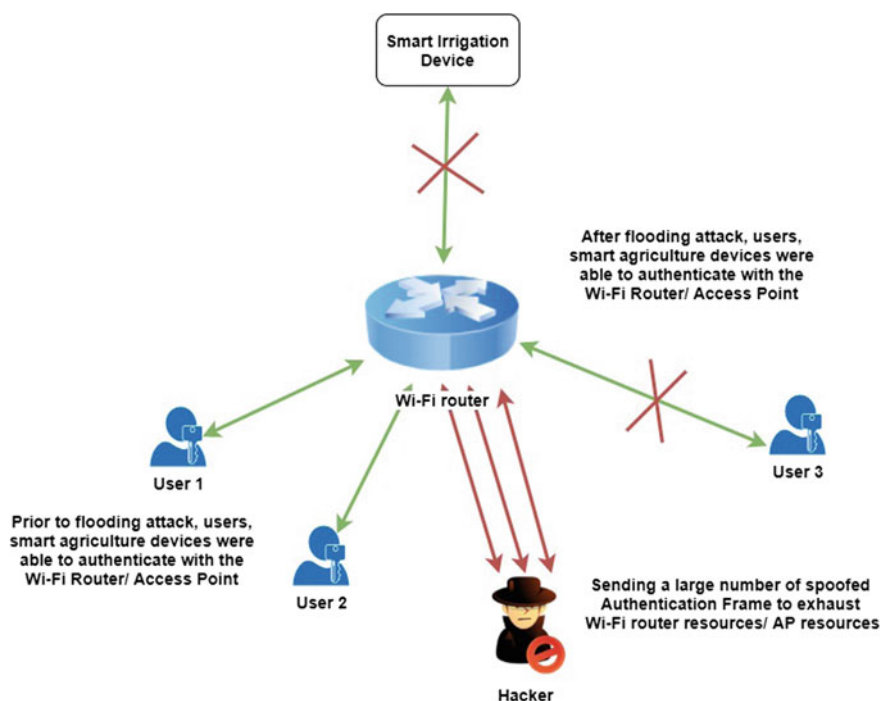 Smart Irrigation
Device
After flooding attack, users,
smart agriculture devices were
able to authenticate with the
Wi-Fi Router/ Access Point
Wi-Fi router
User 1
User 3
Prior to flooding attack, users,
smart agriculture devices were
able to authenticate with the
Wi-Fi Router/ Access Point
User 2
Sending a large number of spoofed
Authentication Frame to exhaust
Wi-Fi router resources/ AP resources
Hacker